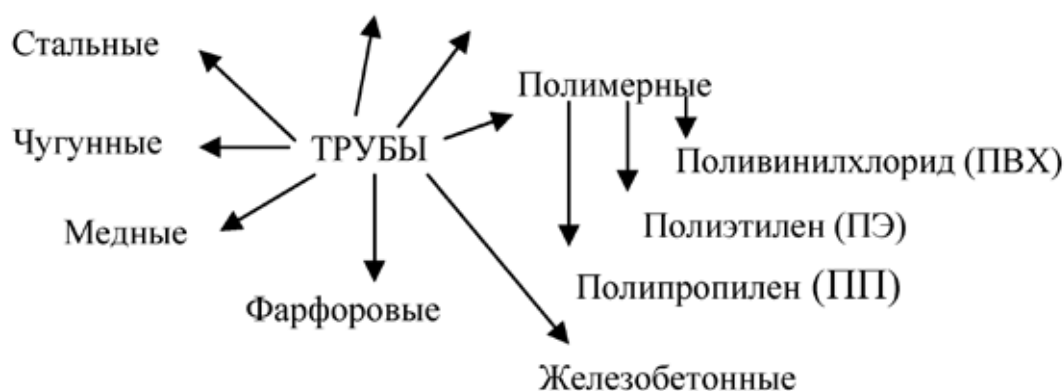 Стальные
Полимерные
Чугунные
ТРУБЫ
Поливинилхлорид (ПВХ)
Медные
Полиэтилен (ПЭ)
Полипропилен (ПП)
Фарфоровые
Железобетонные